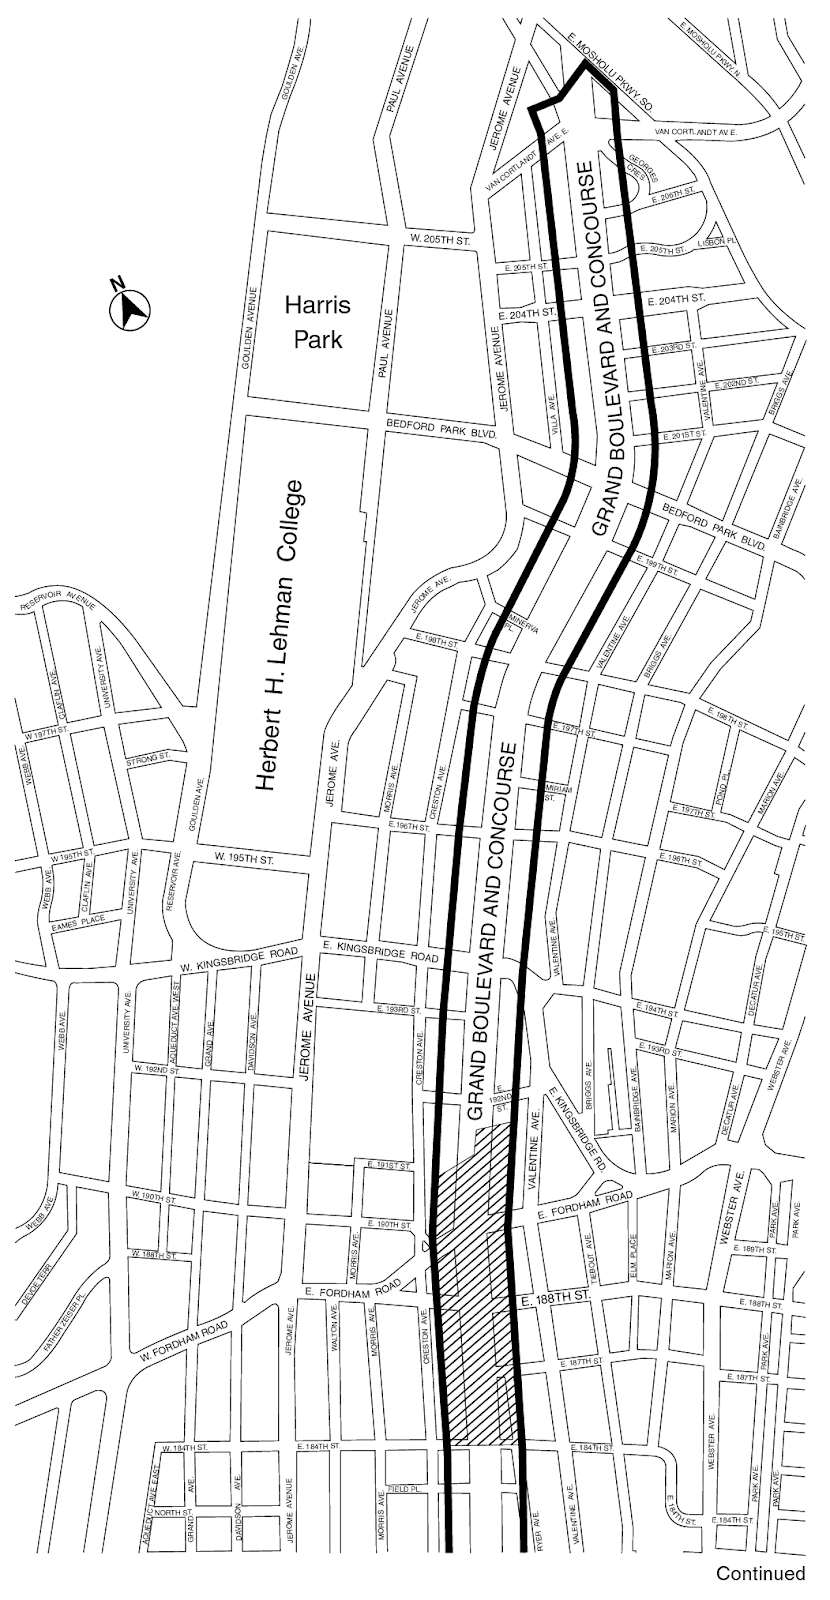 GOULDEN AVE.
PAUL AVENUE
JEROME AVENUE
E. MOSHOLU PKWY. SO.
E. MOSHOLU PKWY. N.
VAN CORTLANDT AV E.
VAN CORTLANDT AVE. E.
GEORGES CRES.
E. 206TH ST.
W. 205TH ST.
E. 205TH ST.
E. 205TH ST.
LISBON PL.
N
Harris
Park
GOULDEN AVENUE
PAUL AVENUE
JEROME AVENUE
E. 204TH ST.
E. 204TH ST.
GRAND BOULEVARD AND CONCOURSE
E. 203RD ST.
E. 202ND ST.
VALENTINE AVE.
BRIGGS AVE.
VILLA AVE.
E. 201ST ST.
BEDFORD PARK BLVD.
BEDFORD PARK BLVD.
BAINBRIDGE AVE.
Herbert H. Lehman College
E. 199TH ST.
JEROME AVE.
RESERVOIR AVENUE
MINERVA
PL.
E. 198TH ST.
VALENTINE AVE.
BRIGGS AVE.
CLAFLIN AVE.
UNIVERSITY AVE.
E. 198TH ST.
W 197TH ST.
E. 197TH ST.
WEBB AVE.
STRONG ST.
GOULDEN AVE.
JEROME AVE.
MORRIS AVE.
CRESTON AVE.
GRAND BOULEVARD AND CONCOURSE
MIRIAM
ST.
POND PL.
MARION AVE.
E. 197TH ST.
E. 196TH ST.
E. 196TH ST.
W 195TH ST.
W. 195TH ST.
WEBB AVE.
CLAFLIN AVE.
UNIVERSITY AVE.
RESERVOIR AVE.
EAMES PLACE
E. 195TH ST.
W. KINGSBRIDGE ROAD
E. KINGSBRIDGE ROAD
VALENTINE AVE.
DECATUR AVE.
WEBB AVE.
UNIVERSITY AVE.
AQUEDUCT AVE. WEST
GRAND AVE.
DAVIDSON AVE.
JEROME AVENUE
E. 193RD ST.
E. 194TH ST.
E. 193RD ST.
CRESTON AVE.
WEBSTER AVE.
W. 192ND ST.
E.
192ND
ST.
BRIGGS AVE.
BAINBRIDGE AVE.
MARION AVE.
DECATUR AVE.
E. KINGSBRIDGE RD.
VALENTINE AVE.
E. 191ST ST.
W. 190TH ST.
E. 190TH ST.
WEBB AVE.
E. FORDHAM ROAD
WEBSTER AVE.
PARK AVE.
PARK AVE.
W. 188TH ST.
MORRIS AVE.
TIEBOUT AVE.
ELM PLACE
MARION AVE.
E. 189TH ST.
DEVOE TERR.
FATHER ZEISER PL.
E. FORDHAM ROAD
E. 188TH ST.
E. 188TH ST.
W. FORDHAM ROAD
JEROME AVE.
WALTON AVE.
MORRIS AVE.
CRESTON AVE.
E. 187TH ST.
PARK AVE.
E. 187TH ST.
WEBSTER AVE.
W. 184TH ST.
E. 184TH ST.
E. 184TH ST.
AQUEDUCT AVE. EAST
GRAND AVE.
DAVIDSON AVE.
JEROME AVENUE
MORRIS AVE.
FIELD PL.
NORTH ST.
RYER AVE.
VALENTINE AVE.
E. 184TH ST.
E. 184TH ST.
PARK AVE.
PARK AVE.
Continued